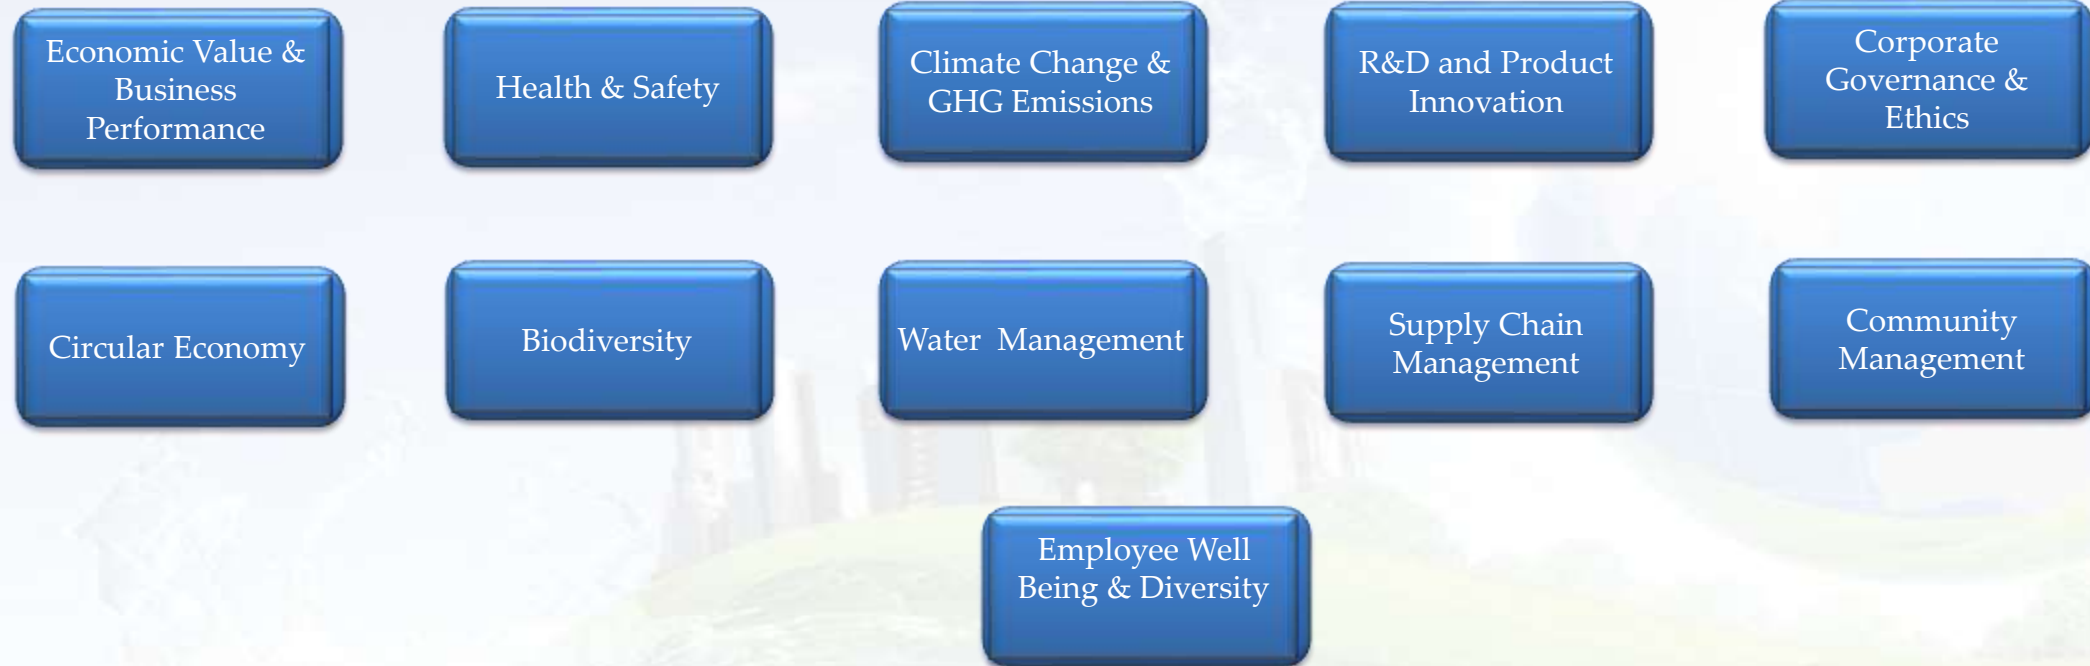 Economic Value &
Business
Performance
Health & Safety
Climate Change &
GHG Emissions
R&D and Product
Innovation
Corporate
Governance &
Ethics
Circular Economy
Biodiversity
Water  Management
Supply Chain
Management
Community
Management
Employee Well
Being & Diversity